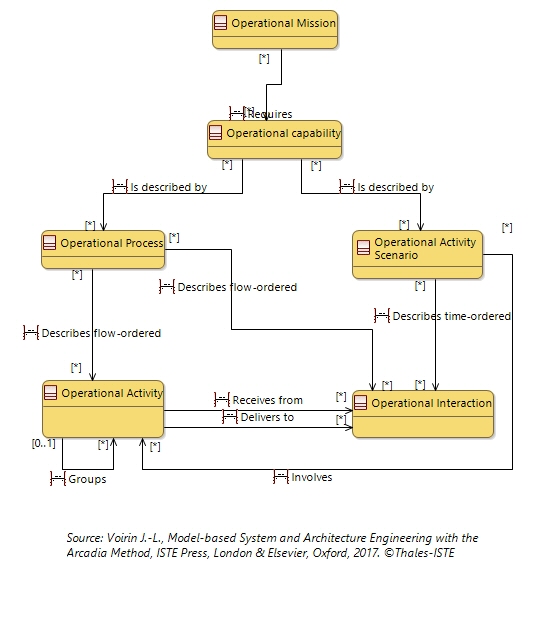 Operational Mission
[*]
[*]
Requires
Operational capability
[*]
[*]
Is described by
Is described by
[*]
[*]
[*]
Operational Process
[*]
Operational Activity
Scenario
[*]
[*]
Describes flow-ordered
Describes time-ordered
Describes flow-ordered
[*]
[*]
[*]
Operational Activity
Receives from
[*]
Operational Interaction
Delivers to
[*]
[0..1]
[*]
[*]
Groups
Involves
Source: Voirin J.-L., Model-based System and Architecture Engineering with the
Arcadia Method, ISTE Press, London & Elsevier, Oxford, 2017. ©Thales-ISTE